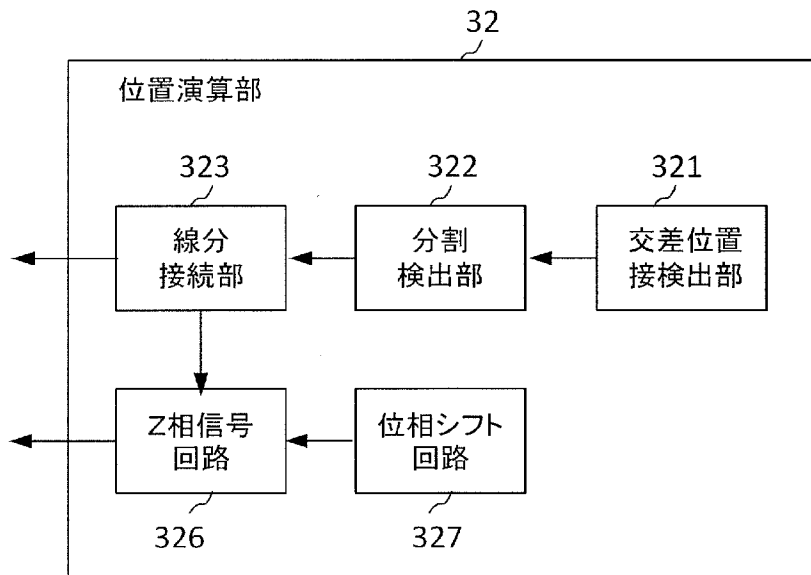 32
位置演算部
323
322
321
線分
接続部
分割
検出部
交差位置
接検出部
Z相信号
回路
位相シフト
回路
326
327